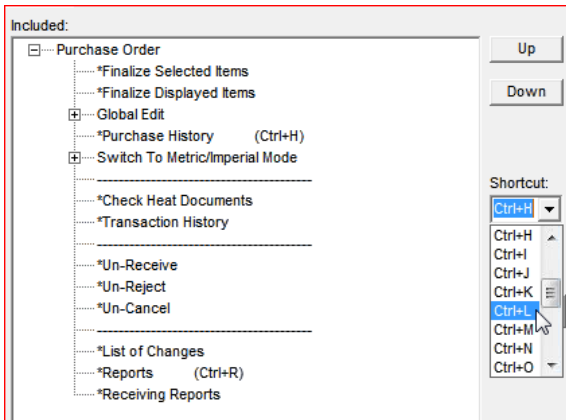 Included:
Purchase Order
*Finalize Selected Items
*Finalize Displayed Items
Global Edit
*Purchase History (Ctrl+H)
Switch To Metric/Imperial Mode
----------------------------------------
*Check Heat Documents
*Transaction History
----------------------------------------
*Un-Receive
*Un-Reject
*Un-Cancel
----------------------------------------
*List of Changes
*Reports (Ctrl+R)
*Receiving Reports
Up
Down
Shortcut:
Ctrl+H
Ctrl+H
Ctrl+I
Ctrl+J
Ctrl+K
Ctrl+L
Ctrl+M
Ctrl+N
Ctrl+O